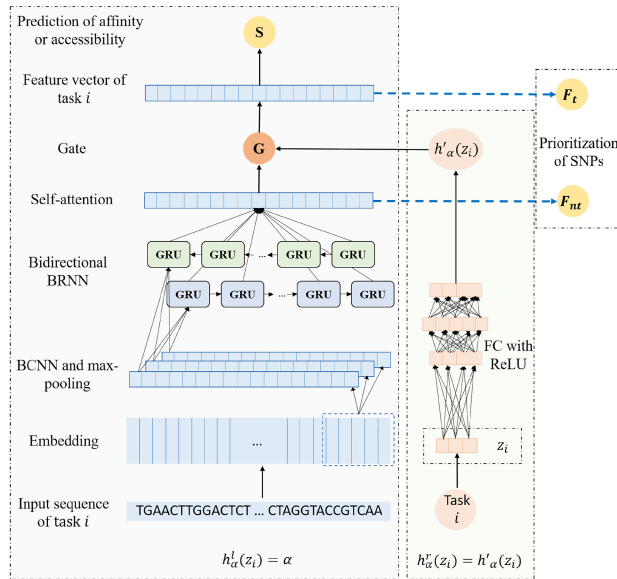 Prediction of affinity
or accessibility
S
Feature vector of
task i
F_t
Gate
G
h'_α(z_i)
Prioritization
of SNPs
Self-attention
F_nt
Bidirectional
BRNN
GRU GRU ... GRU GRU
GRU GRU ... GRU GRU
BCNN and max-
pooling
FC with
ReLU
Embedding
...
z_i
Input sequence
of task i
TGAACTTGGACTCT ... CTAGGTACCGTCAA
Task
i
h^l_α(z_i) = α
h^r_α(z_i) = h'_α(z_i)